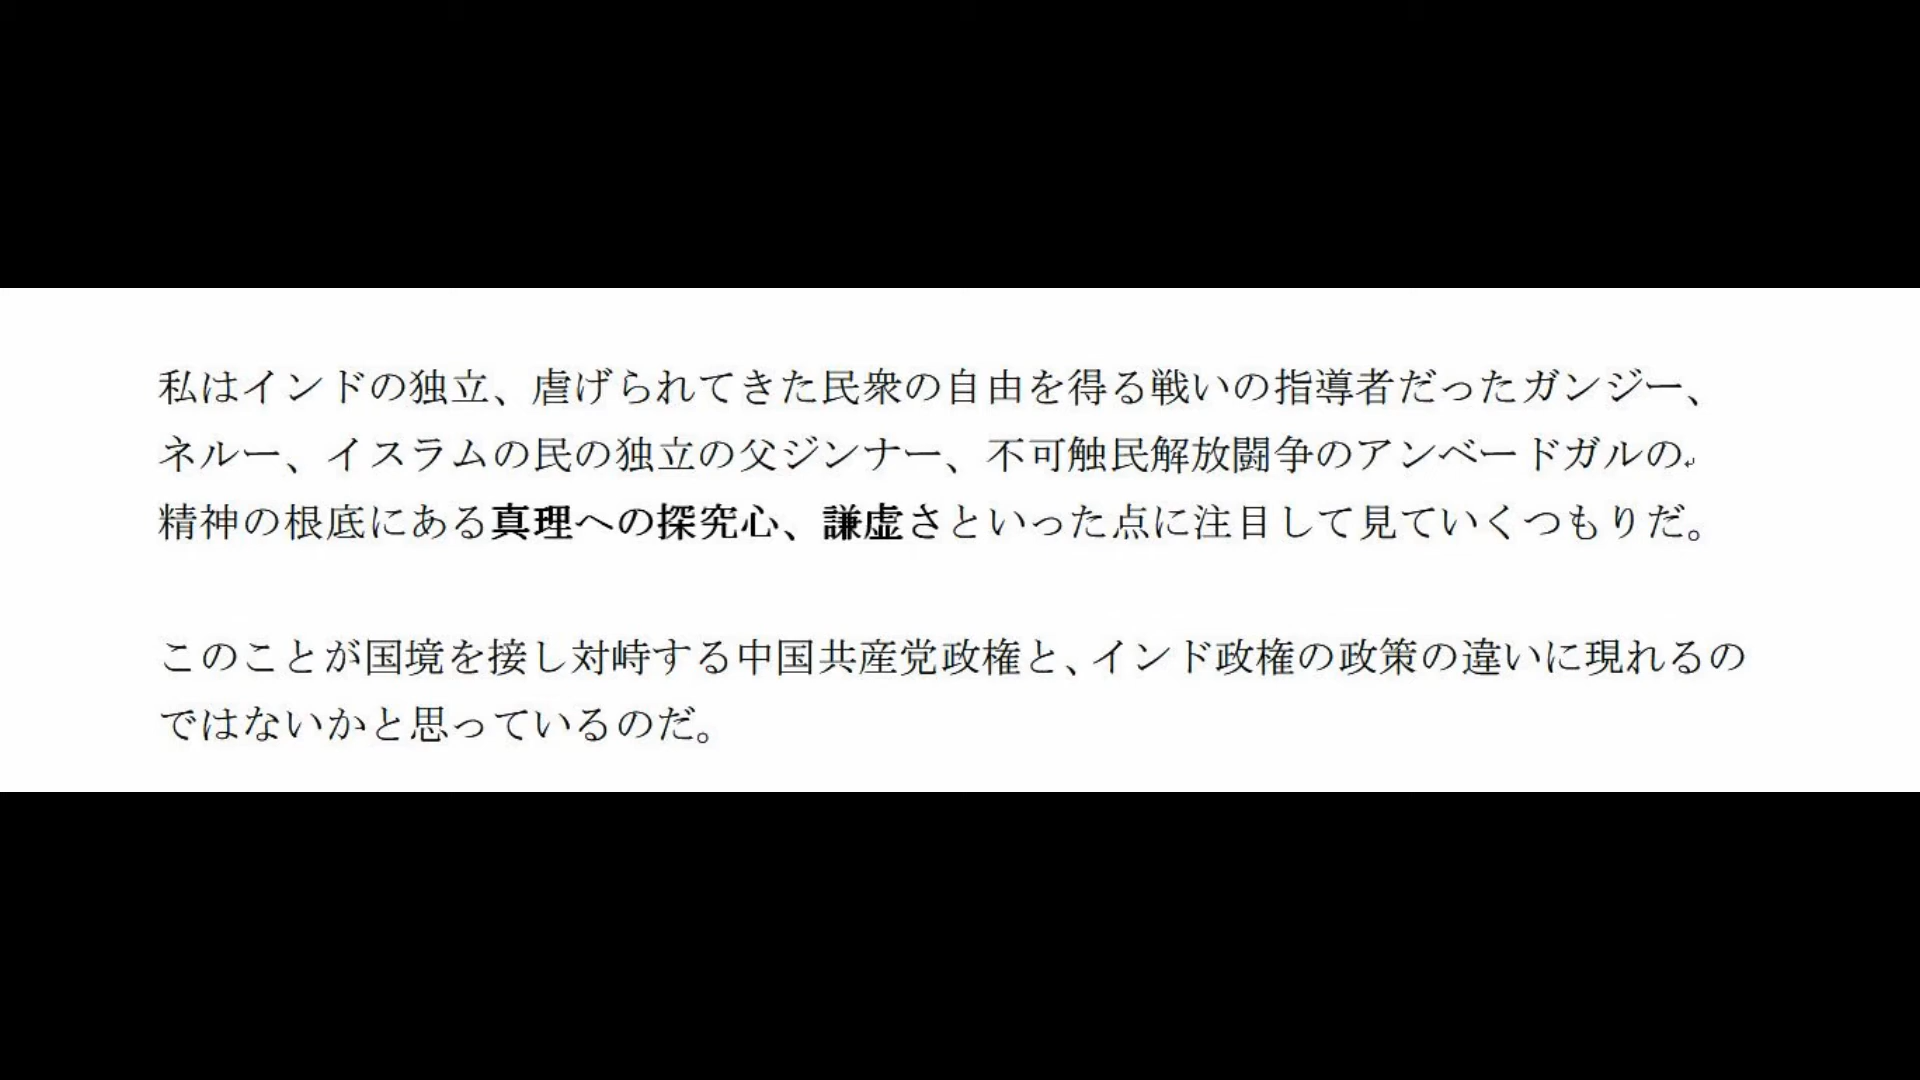 私はインドの独立、虐げられてきた民衆の自由を得る戦いの指導者だったガンジー、
ネルー、イスラムの民の独立の父ジンナー、不可触民解放闘争のアンベードガルの
精神の根底にある真理への探究心、謙虚さといった点に注目して見ていくつもりだ。
このことが国境を接し対峙する中国共産党政権と、インド政権の政策の違いに現れるの
ではないかと思っているのだ。